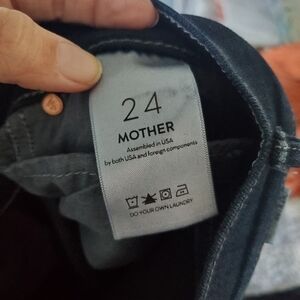 24
MOTHER
Assembled in USA
by both USA and foreign components
DO YOUR OWN LAUNDRY